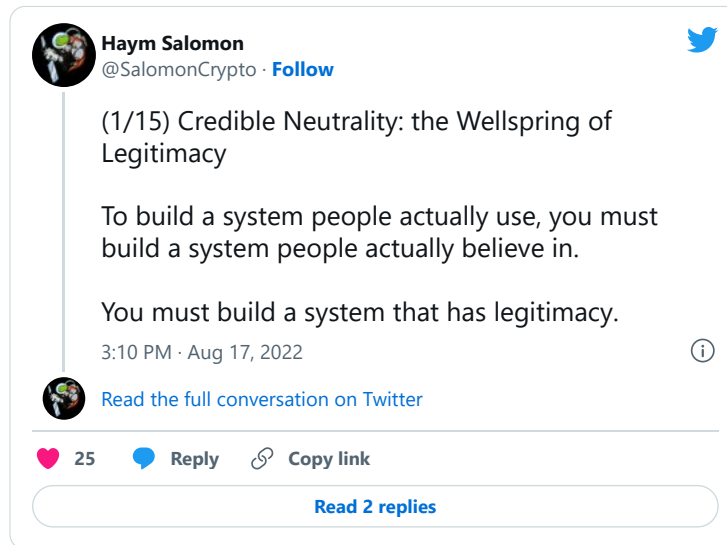 Haym Salomon
@SalomonCrypto · Follow
(1/15) Credible Neutrality: the Wellspring of
Legitimacy
To build a system people actually use, you must
build a system people actually believe in.
You must build a system that has legitimacy.
3:10 PM · Aug 17, 2022
Read the full conversation on Twitter
25 Reply Copy link
Read 2 replies